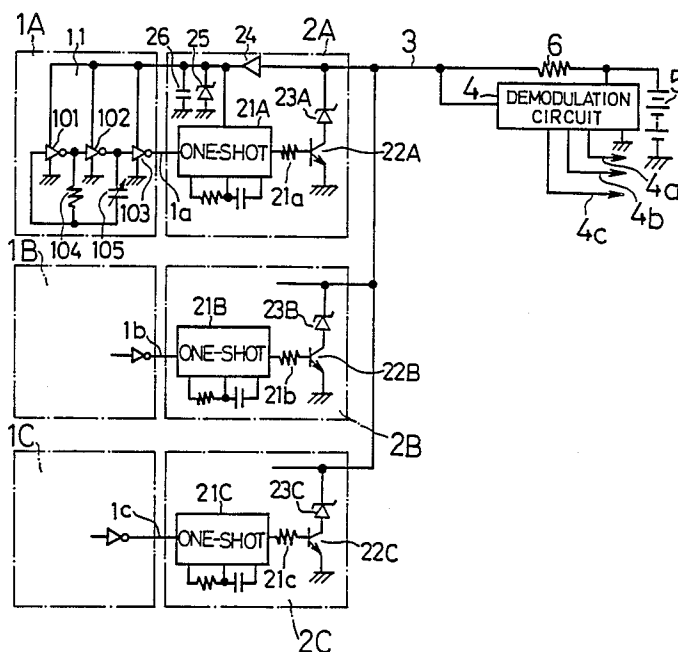 1A
11
26
25
24
2A
3
6
101
102
21A
23A
4
DEMODULATION
CIRCUIT
5
ONE-SHOT
22A
103
1a
21a
4a
4b
4c
104
105
1B
21B
23B
1b
ONE-SHOT
22B
21b
2B
1C
21C
23C
1c
ONE-SHOT
22C
21c
2C